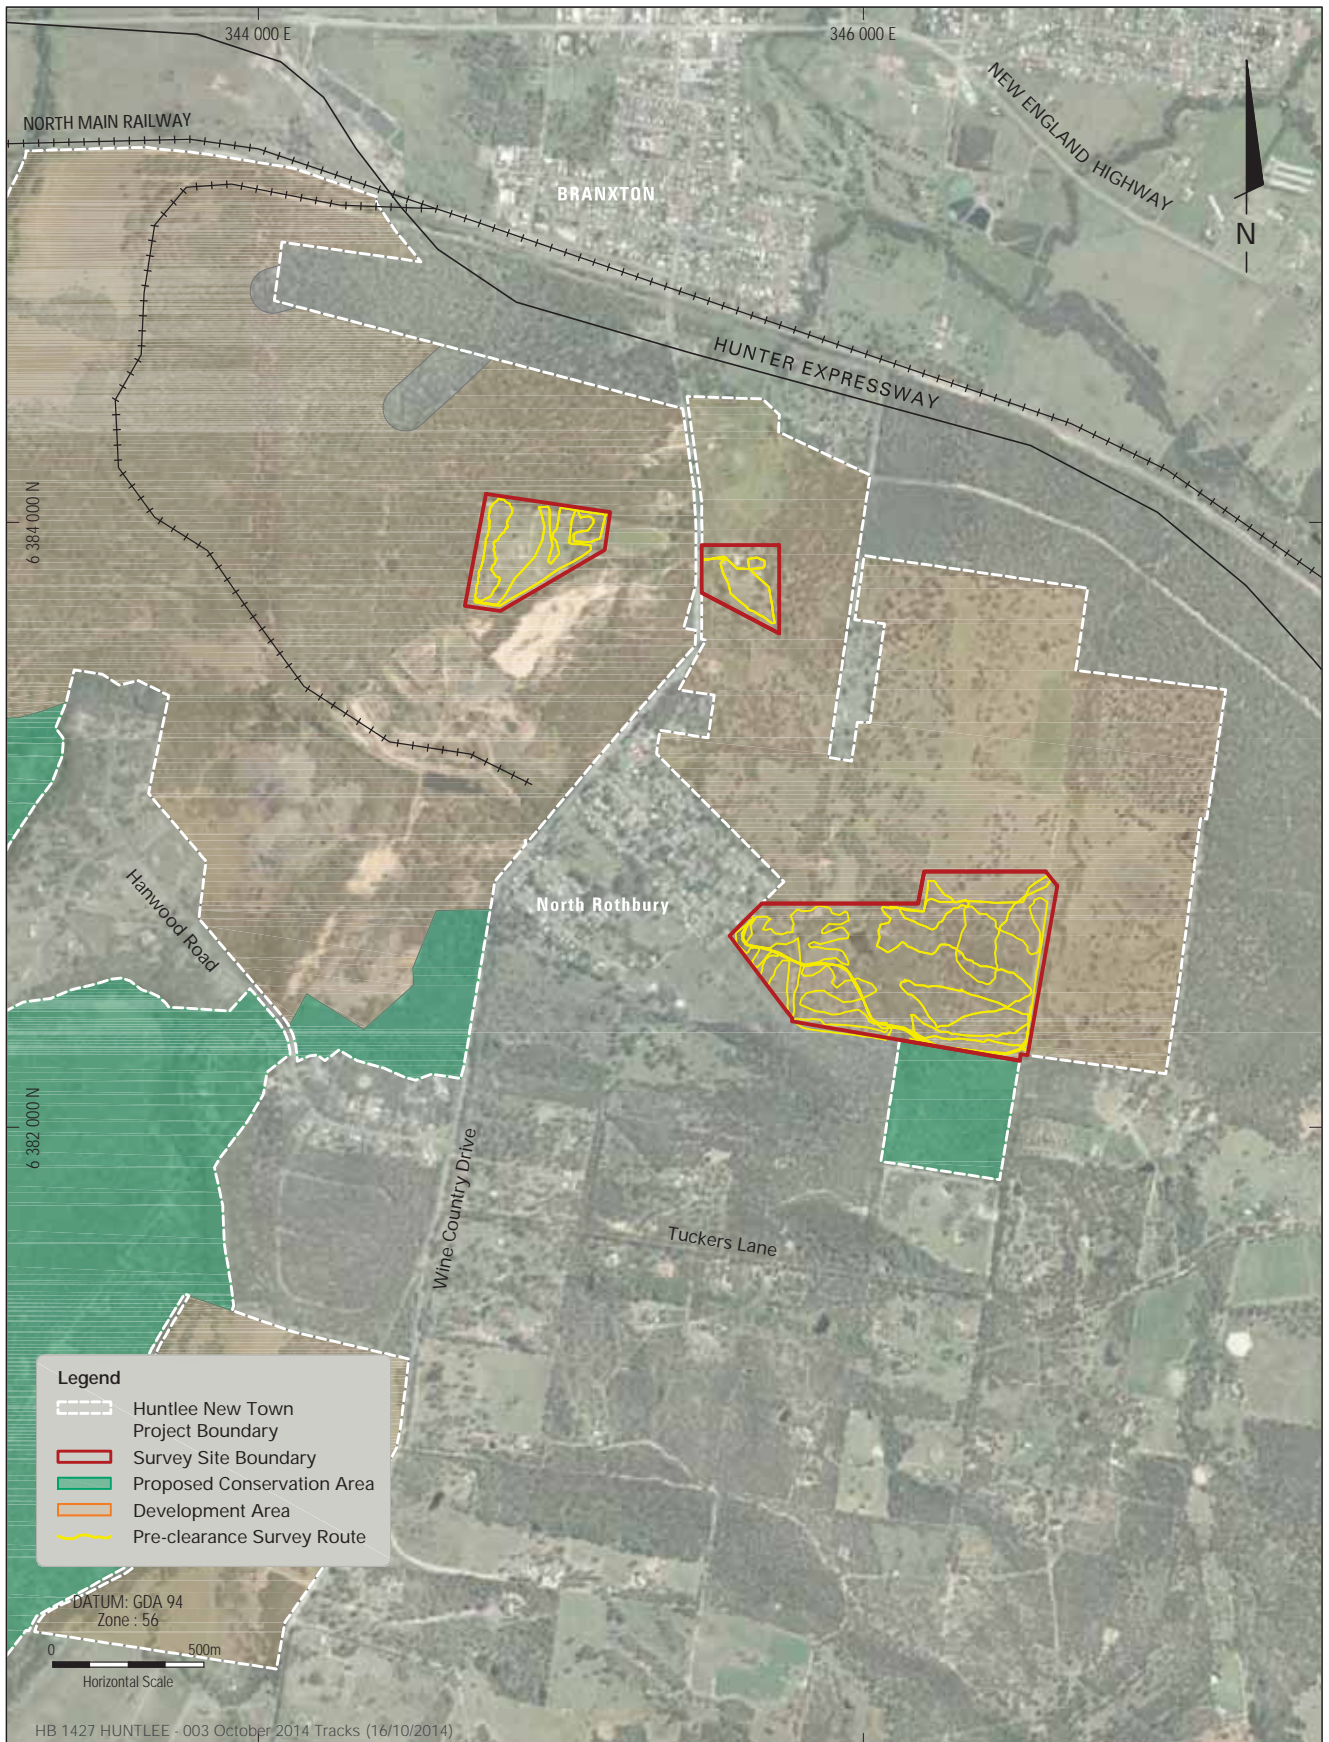 344 000 E
346 000 E
NEW ENGLAND HIGHWAY
NORTH MAIN RAILWAY
BRANXTON
N
HUNTER EXPRESSWAY
6 384 000 N
Hanwood Road
North Rothbury
6 382 000 N
Wine Country Drive
Tuckers Lane
Legend
Huntlee New Town
Project Boundary
Survey Site Boundary
Proposed Conservation Area
Development Area
Pre-clearance Survey Route
DATUM: GDA 94
Zone : 56
0 500m
Horizontal Scale
HB 1427 HUNTLEE - 003 October 2014 Tracks (16/10/2014)